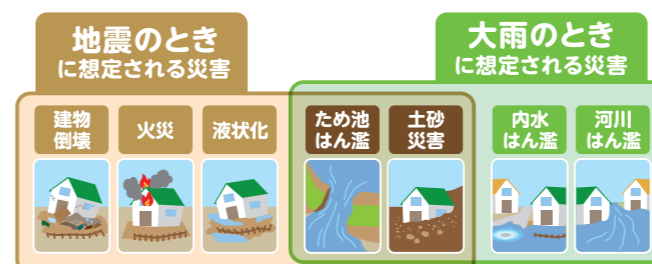 地震のとき
に想定される災害
大雨のとき
に想定される災害
建物
倒壊
火災
液状化
ため池
はん濫
土砂
災害
内水
はん濫
河川
はん濫